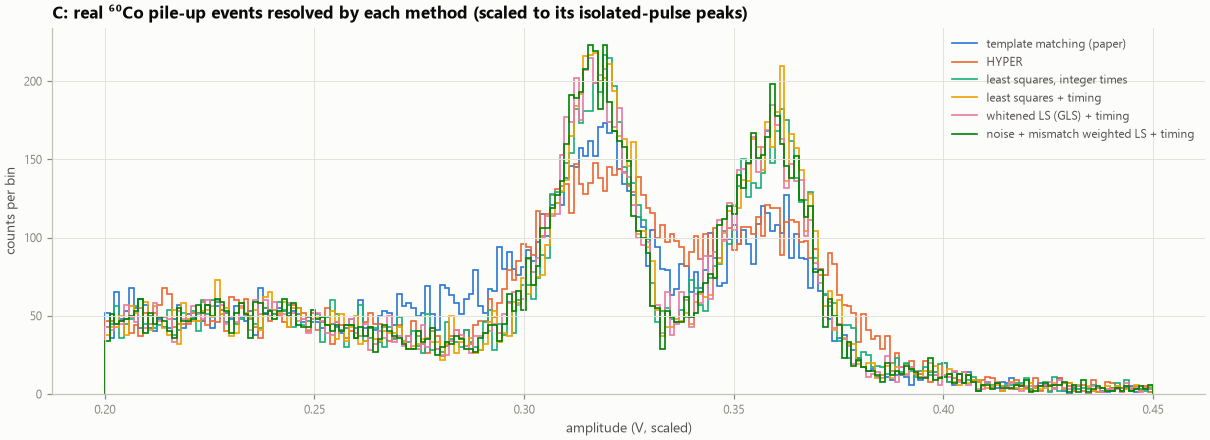 C: real ⁶⁰Co pile-up events resolved by each method (scaled to its isolated-pulse peaks)
template matching (paper)
HYPER
least squares, integer times
least squares + timing
whitened LS (GLS) + timing
noise + mismatch weighted LS + timing
counts per bin
200
150
100
50
0
0.20 0.25 0.30 0.35 0.40 0.45
amplitude (V, scaled)